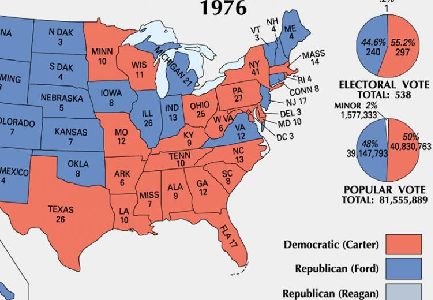 1976
NA
N DAK
3
S DAK
4
MING
3
NEBRASKA
5
OLORADO
7
KANSAS
7
OKLA
8
MEXICO
4
TEXAS
26
MINN
10
IOWA
8
MO
12
ARK
6
LA
10
WIS
11
ILL
26
MICHIGAN 21
IND
13
OHIO
25
KY
9
TENN
10
MISS
7
ALA
9
GA
12
FLA 17
SC
8
NC
13
VA
12
W VA
6
PA
27
NY
41
VT
3
NH
4
ME
4
MASS
14
RI 4
CONN 8
NJ 17
DEL 3
MD 10
DC 3
44.6%
240
55.2%
297
ELECTORAL VOTE
TOTAL: 538
MINOR 2%
1,577,333
48%
39,147,793
50%
40,830,763
POPULAR VOTE
TOTAL: 81,555,889
Democratic (Carter)
Republican (Ford)
Republican (Reagan)